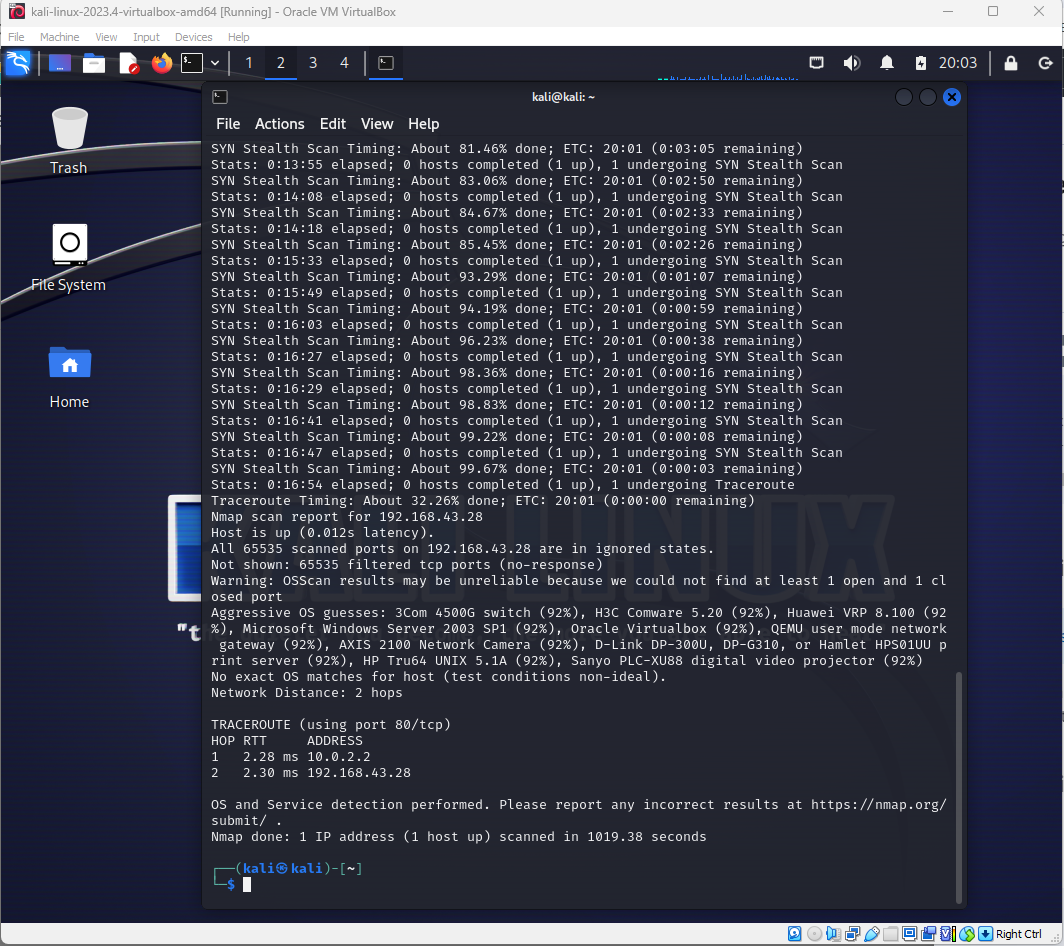 kali-linux-2023.4-virtualbox-amd64 [Running] - Oracle VM VirtualBox
File Machine View Input Devices Help
1 2 3 4 20:03
kali@kali: ~
File Actions Edit View Help
SYN Stealth Scan Timing: About 81.46% done; ETC: 20:01 (0:03:05 remaining)
Stats: 0:13:55 elapsed; 0 hosts completed (1 up), 1 undergoing SYN Stealth Scan
SYN Stealth Scan Timing: About 83.06% done; ETC: 20:01 (0:02:50 remaining)
Stats: 0:14:08 elapsed; 0 hosts completed (1 up), 1 undergoing SYN Stealth Scan
SYN Stealth Scan Timing: About 84.67% done; ETC: 20:01 (0:02:33 remaining)
Stats: 0:14:18 elapsed; 0 hosts completed (1 up), 1 undergoing SYN Stealth Scan
SYN Stealth Scan Timing: About 85.45% done; ETC: 20:01 (0:02:26 remaining)
Stats: 0:15:33 elapsed; 0 hosts completed (1 up), 1 undergoing SYN Stealth Scan
SYN Stealth Scan Timing: About 93.29% done; ETC: 20:01 (0:01:07 remaining)
Stats: 0:15:49 elapsed; 0 hosts completed (1 up), 1 undergoing SYN Stealth Scan
SYN Stealth Scan Timing: About 94.19% done; ETC: 20:01 (0:00:59 remaining)
Stats: 0:16:03 elapsed; 0 hosts completed (1 up), 1 undergoing SYN Stealth Scan
SYN Stealth Scan Timing: About 96.23% done; ETC: 20:01 (0:00:38 remaining)
Stats: 0:16:27 elapsed; 0 hosts completed (1 up), 1 undergoing SYN Stealth Scan
SYN Stealth Scan Timing: About 98.36% done; ETC: 20:01 (0:00:16 remaining)
Stats: 0:16:29 elapsed; 0 hosts completed (1 up), 1 undergoing SYN Stealth Scan
SYN Stealth Scan Timing: About 98.83% done; ETC: 20:01 (0:00:12 remaining)
Stats: 0:16:41 elapsed; 0 hosts completed (1 up), 1 undergoing SYN Stealth Scan
SYN Stealth Scan Timing: About 99.22% done; ETC: 20:01 (0:00:08 remaining)
Stats: 0:16:47 elapsed; 0 hosts completed (1 up), 1 undergoing SYN Stealth Scan
SYN Stealth Scan Timing: About 99.67% done; ETC: 20:01 (0:00:03 remaining)
Stats: 0:16:54 elapsed; 0 hosts completed (1 up), 1 undergoing Traceroute
Traceroute Timing: About 32.26% done; ETC: 20:01 (0:00:00 remaining)
Nmap scan report for 192.168.43.28
Host is up (0.012s latency).
All 65535 scanned ports on 192.168.43.28 are in ignored states.
Not shown: 65535 filtered tcp ports (no-response)
Warning: OSScan results may be unreliable because we could not find at least 1 open and 1 cl
osed port
Aggressive OS guesses: 3Com 4500G switch (92%), H3C Comware 5.20 (92%), Huawei VRP 8.100 (92
%), Microsoft Windows Server 2003 SP1 (92%), Oracle Virtualbox (92%), QEMU user mode network
 gateway (92%), AXIS 2100 Network Camera (92%), D-Link DP-300U, DP-G310, or Hamlet HPS01UU p
rint server (92%), HP Tru64 UNIX 5.1A (92%), Sanyo PLC-XU88 digital video projector (92%)
No exact OS matches for host (test conditions non-ideal).
Network Distance: 2 hops
TRACEROUTE (using port 80/tcp)
HOP RTT ADDRESS
1 2.28 ms 10.0.2.2
2 2.30 ms 192.168.43.28
OS and Service detection performed. Please report any incorrect results at https://nmap.org/
submit/ .
Nmap done: 1 IP address (1 host up) scanned in 1019.38 seconds
(kali㉿kali)-[~]
$
Trash
File System
Home
KALI LINUX
"t
Right Ctrl